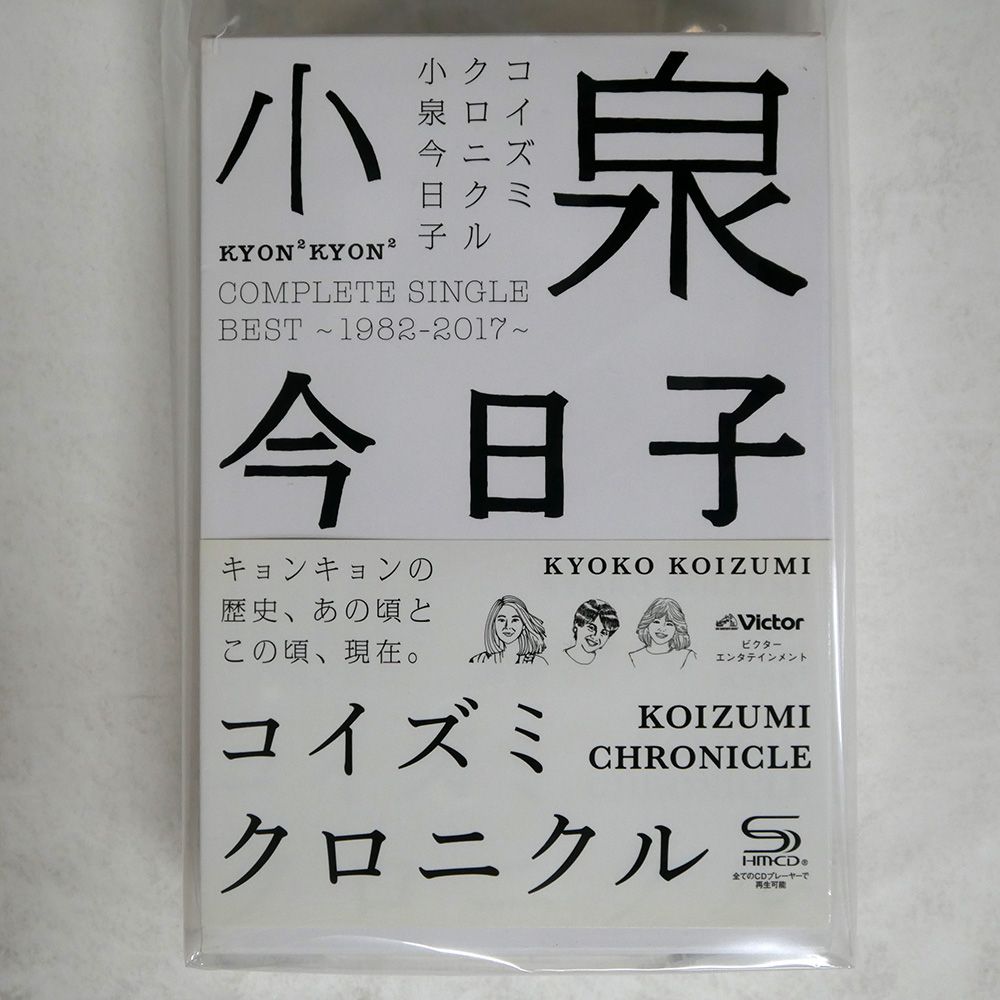 小泉
コイズミ
クロニクル
小泉今日子
KYON²KYON²
COMPLETE SINGLE
BEST ~1982-2017~
今日子
キョンキョンの
歴史、あの頃と
この頃、現在。
KYOKO KOIZUMI
Victor
ビクター
エンタテインメント
コイズミ
クロニクル
KOIZUMI
CHRONICLE
SHM-CD®
全てのCDプレーヤーで
再生可能